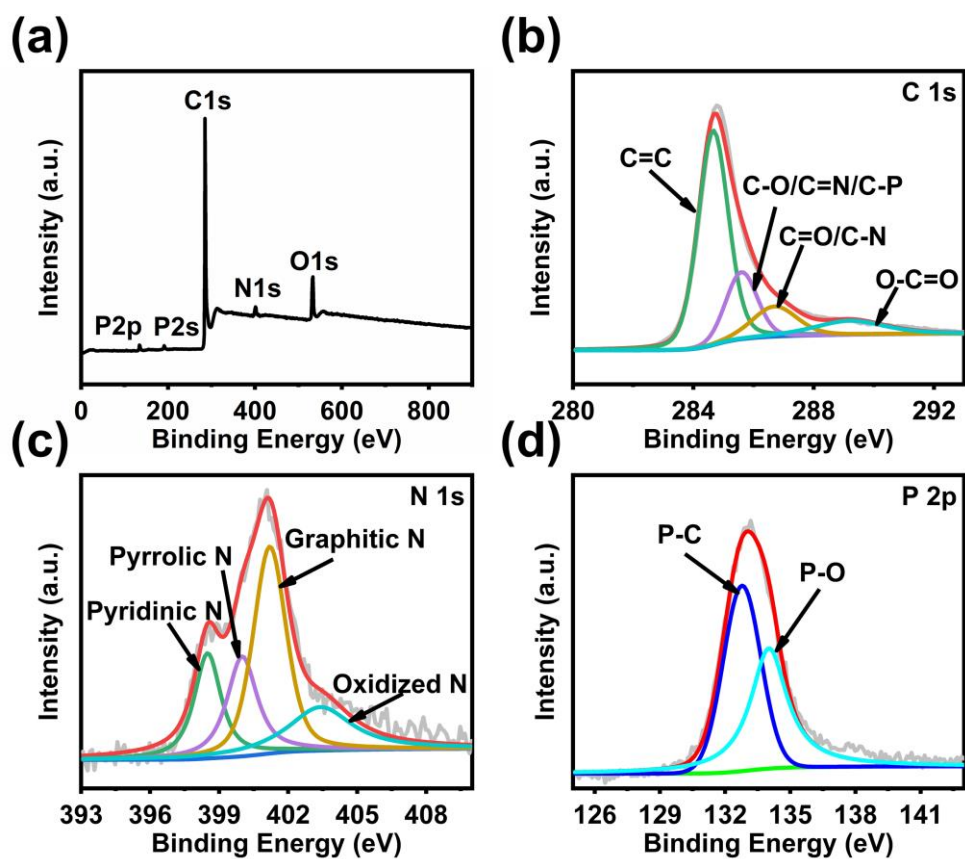 (a)
C1s
O1s
N1s
P2p
P2s
Intensity (a.u.)
0 200 400 600 800
Binding Energy (eV)
(b)
C 1s
C=C
C-O/C=N/C-P
C=O/C-N
O-C=O
Intensity (a.u.)
280 284 288 292
Binding Energy (eV)
(c)
N 1s
Graphitic N
Pyrrolic N
Pyridinic N
Oxidized N
Intensity (a.u.)
393 396 399 402 405 408
Binding Energy (eV)
(d)
P 2p
P-C
P-O
Intensity (a.u.)
126 129 132 135 138 141
Binding Energy (eV)